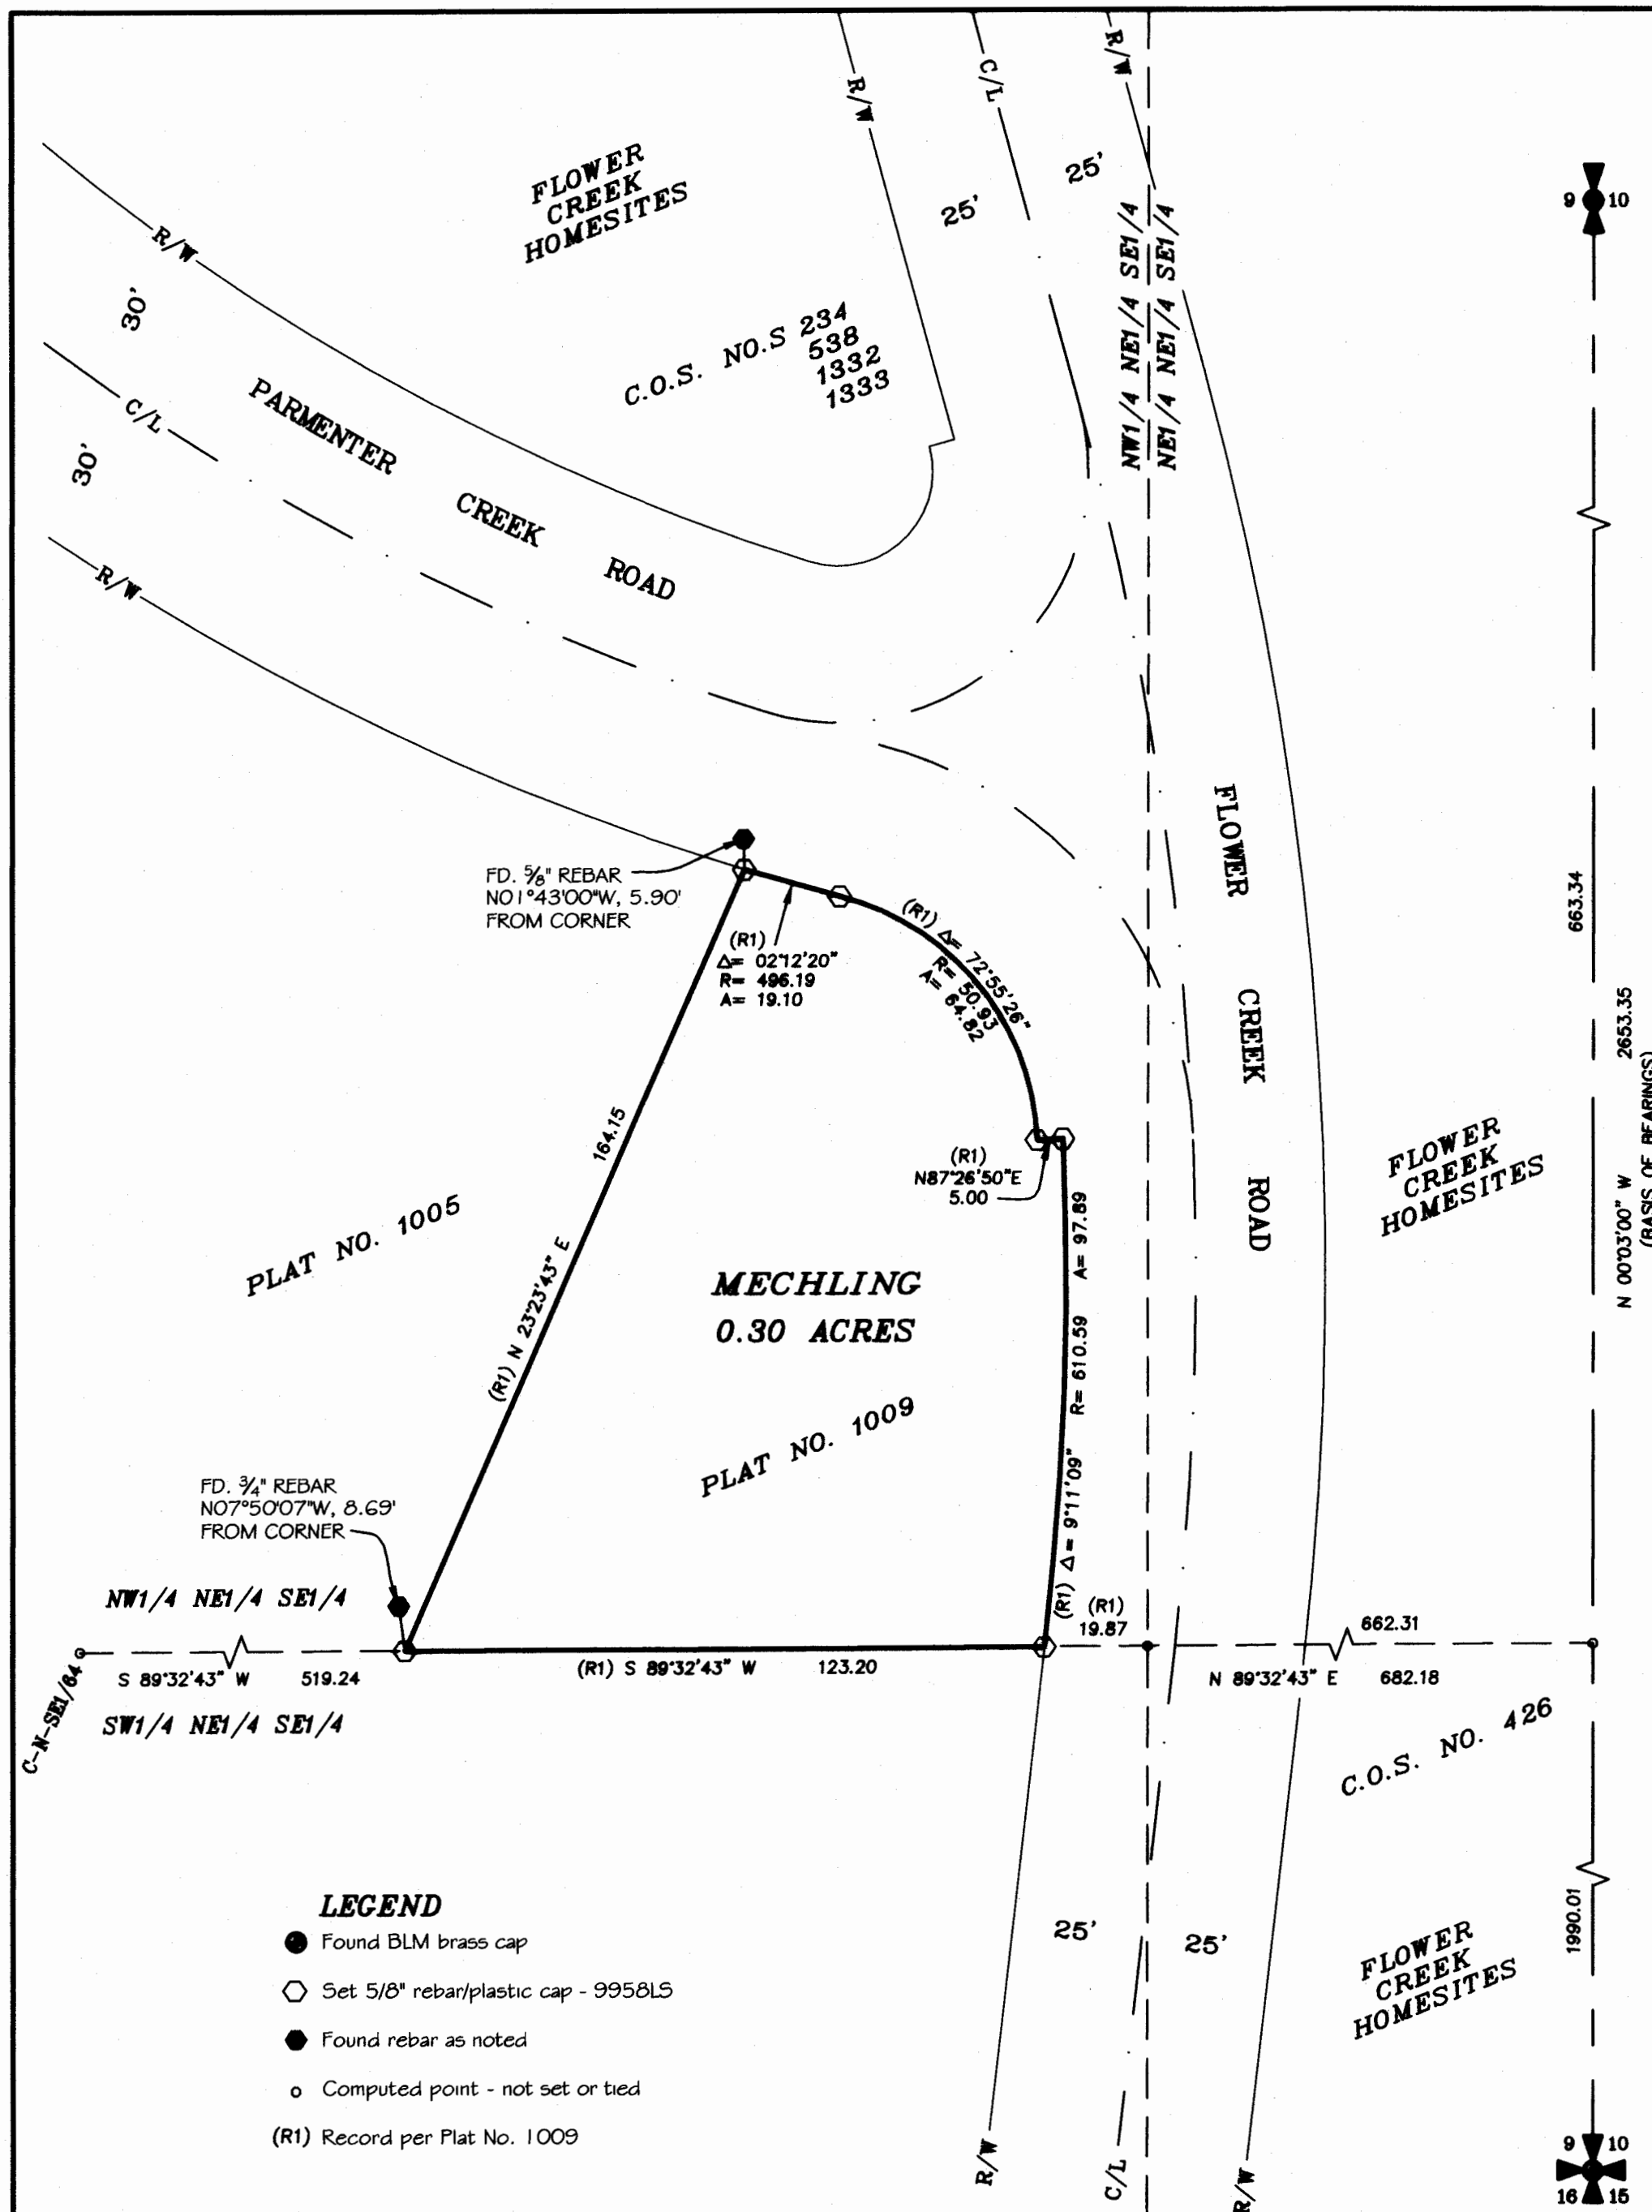 R/W
C/L
R/W
FLOWER
CREEK
HOMESITES
25'
25'
9 10
R/W
30'
NW1/4 NE1/4 SE1/4
NE1/4 NE1/4 SE1/4
C.O.S. NO.S 234
538
1332
1333
C/L
30'
PARMENTER CREEK ROAD
R/W
FLOWER CREEK ROAD
FD. 5/8" REBAR
N01°43'00"W, 5.90'
FROM CORNER
(R1)
Δ= 02°12'20"
R= 496.19
A= 19.10
(R1) Δ= 72°55'26"
R= 50.93
A= 64.82
663.34
N 00°03'00" W 2653.35
(BASIS OF BEARINGS)
164.15
(R1) N 23°23'43" E
(R1)
N87°26'50"E
5.00
FLOWER
CREEK
HOMESITES
PLAT NO. 1005
MECHLING
0.30 ACRES
(R1) Δ= 9°11'09" R= 610.59 A= 97.89
PLAT NO. 1009
FD. 3/4" REBAR
N07°50'07"W, 8.69'
FROM CORNER
NW1/4 NE1/4 SE1/4
(R1)
19.87
662.31
S 89°32'43" W 519.24
(R1) S 89°32'43" W 123.20
N 89°32'43" E 682.18
C-N-SE1/64
SW1/4 NE1/4 SE1/4
C.O.S. NO. 426
1990.01
LEGEND
Found BLM brass cap
Set 5/8" rebar/plastic cap - 9958LS
Found rebar as noted
Computed point - not set or tied
(R1) Record per Plat No. 1009
25'
25'
FLOWER
CREEK
HOMESITES
R/W
C/L
R/W
9 10
16 15